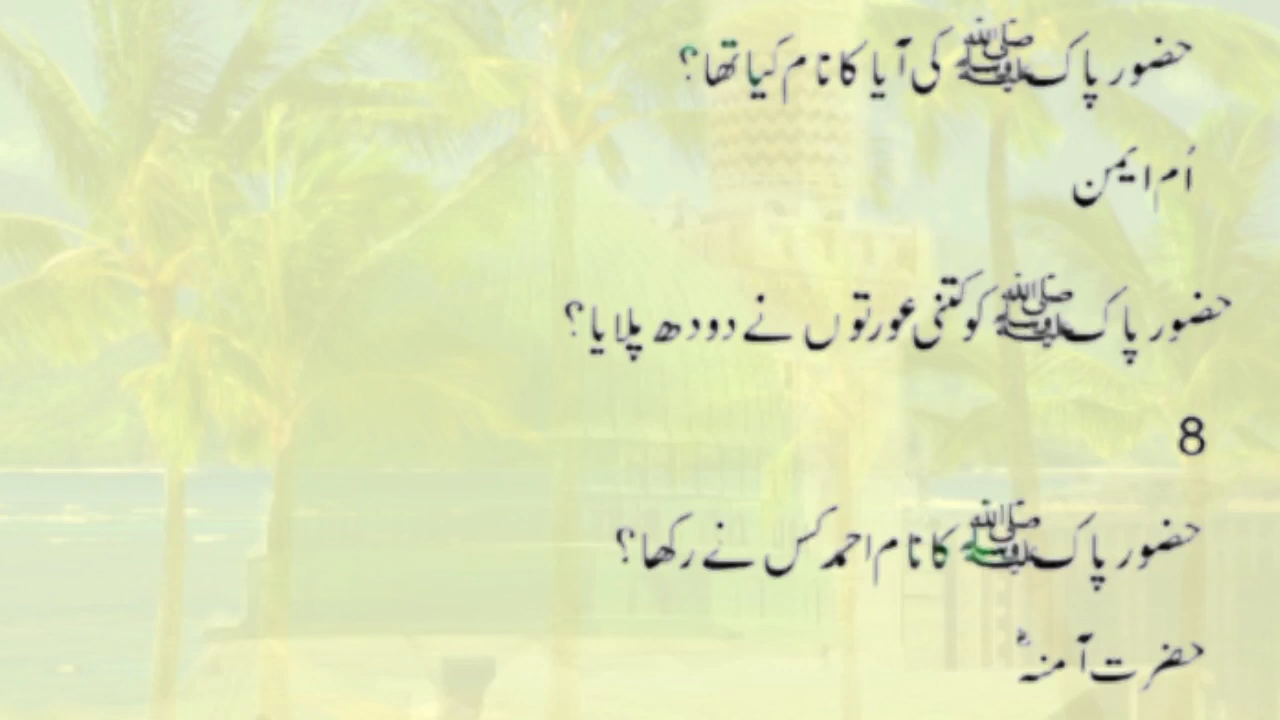 حضور پاک ﷺ کی آیا کا نام کیا تھا؟
اُم ایمن
حضور پاک ﷺ کو کتنی عورتوں نے دودھ پلایا؟
8
حضور پاک ﷺ کا نام احمد کس نے رکھا؟
حضرت آمنہؓ